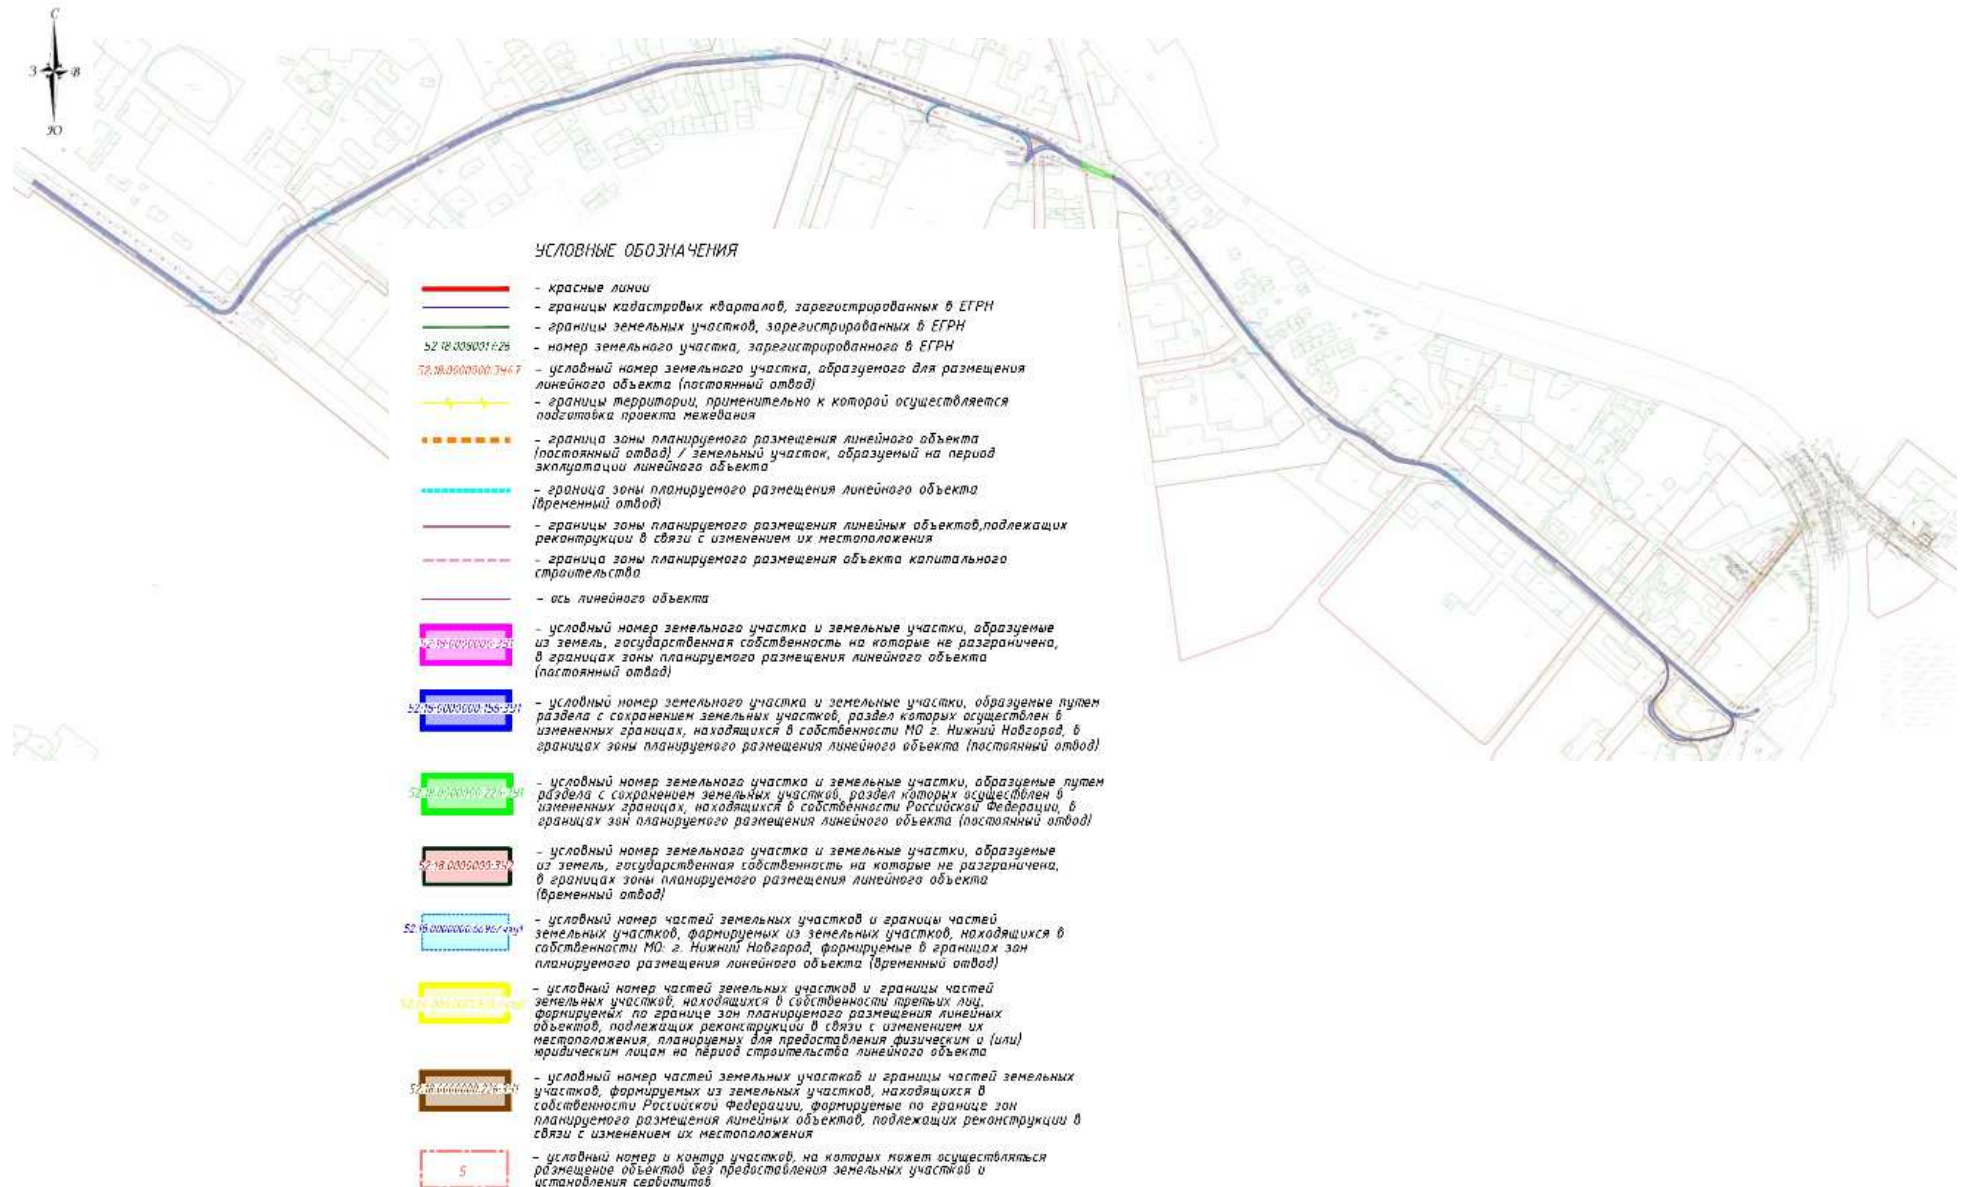 С
З
В
Ю
УСЛОВНЫЕ ОБОЗНАЧЕНИЯ
- красные линии
- границы кадастровых кварталов, зарегистрированных в ЕГРН
- границы земельных участков, зарегистрированных в ЕГРН
- номер земельного участка, зарегистрированного в ЕГРН
- условный номер земельного участка, образуемого для размещения
линейного объекта (постоянный отвод)
- границы территории, применительно к которой осуществляется
подготовка проекта межевания
- граница зоны планируемого размещения линейного объекта
(постоянный отвод) / земельный участок, образуемый на период
эксплуатации линейного объекта
- граница зоны планируемого размещения линейного объекта
(временный отвод)
- границы зоны планируемого размещения линейных объектов,подлежащих
реконтрукции в связи с изменением их местоположения
- граница зоны планируемого размещения объекта капитального
строительства
- ось линейного объекта
- условный номер земельного участка и земельные участки, образуемые
из земель, государственная собственность на которые не разграничена,
в границах зоны планируемого размещения линейного объекта
(постоянный отвод)
- условный номер земельного участка и земельные участки, образуемые путем
раздела с сохранением земельных участков, раздел которых осуществлен в
измененных границах, находящихся в собственности МО г. Нижний Новгород, в
границах зоны планируемого размещения линейного объекта (постоянный отвод)
- условный номер земельного участка и земельные участки, образуемые путем
раздела с сохранением земельных участков, раздел которых осуществлен в
измененных границах, находящихся в собственности Российской Федерации, в
границах зон планируемого размещения линейного объекта (постоянный отвод)
- условный номер земельного участка и земельные участки, образуемые
из земель, государственная собственность на которые не разграничена,
в границах зоны планируемого размещения линейного объекта
(временный отвод)
- условный номер частей земельных участков и границы частей
земельных участков, формируемых из земельных участков, находящихся в
собственности МО: г. Нижний Новгород, формируемые в границах зон
планируемого размещения линейного объекта (временный отвод)
- условный номер частей земельных участков и границы частей
земельных участков, находящихся в собственности третьих лиц,
формируемых по границе зон планируемого размещения линейных
объектов, подлежащих реконструкции в связи с изменением их
местоположения, планируемых для предоставления физическим и (или)
юридическим лицам на период строительства линейного объекта
- условный номер частей земельных участков и границы частей земельных
участков, формируемых из земельных участков, находящихся в
собственности Российской Федерации, формируемые по границе зон
планируемого размещения линейных объектов, подлежащих реконструкции в
связи с изменением их местоположения
5
- условный номер и контур участков, на которых может осуществляться
размещение объектов без предоставления земельных участков и
установления сервитутов